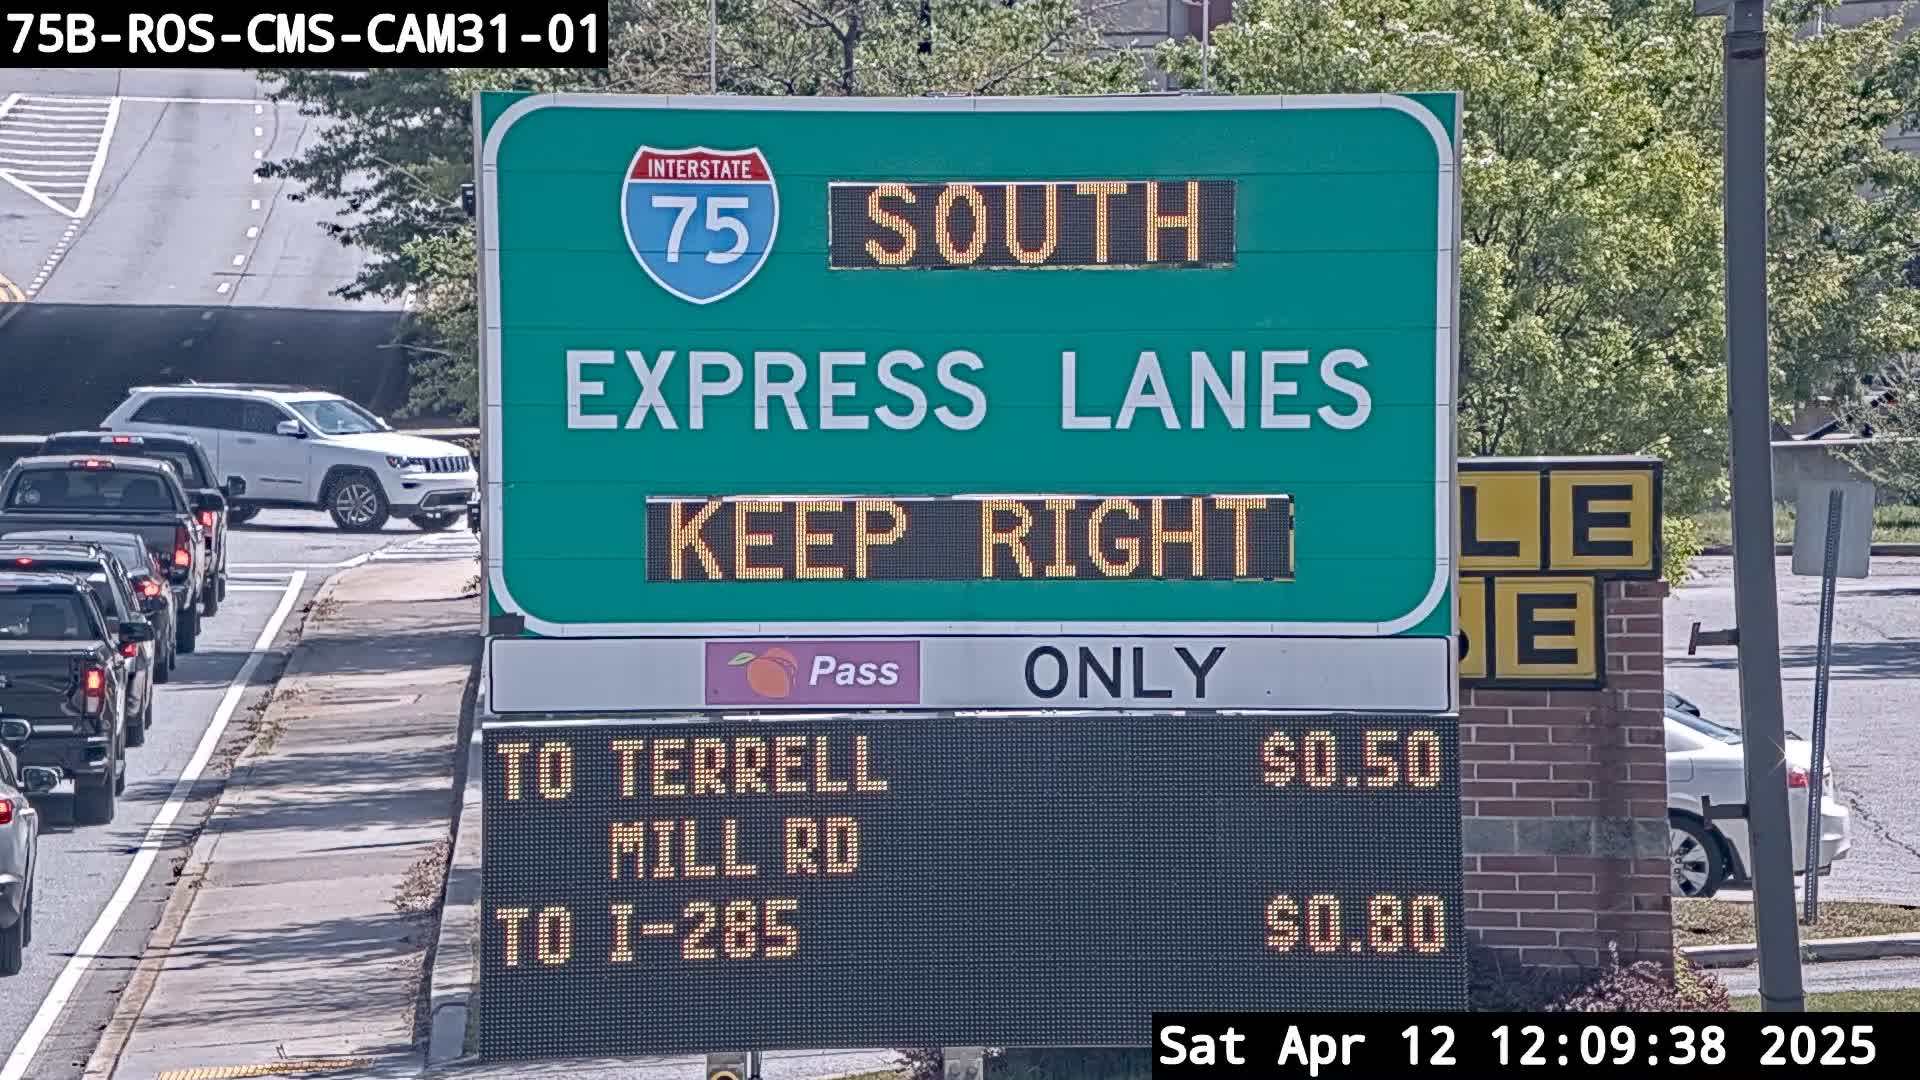 75B-ROS-CMS-CAM31-01
INTERSTATE
75
SOUTH
EXPRESS LANES
KEEP RIGHT
Pass ONLY
TO TERRELL $0.50
MILL RD
TO I-285 $0.80
LE
E
Sat Apr 12 12:09:38 2025